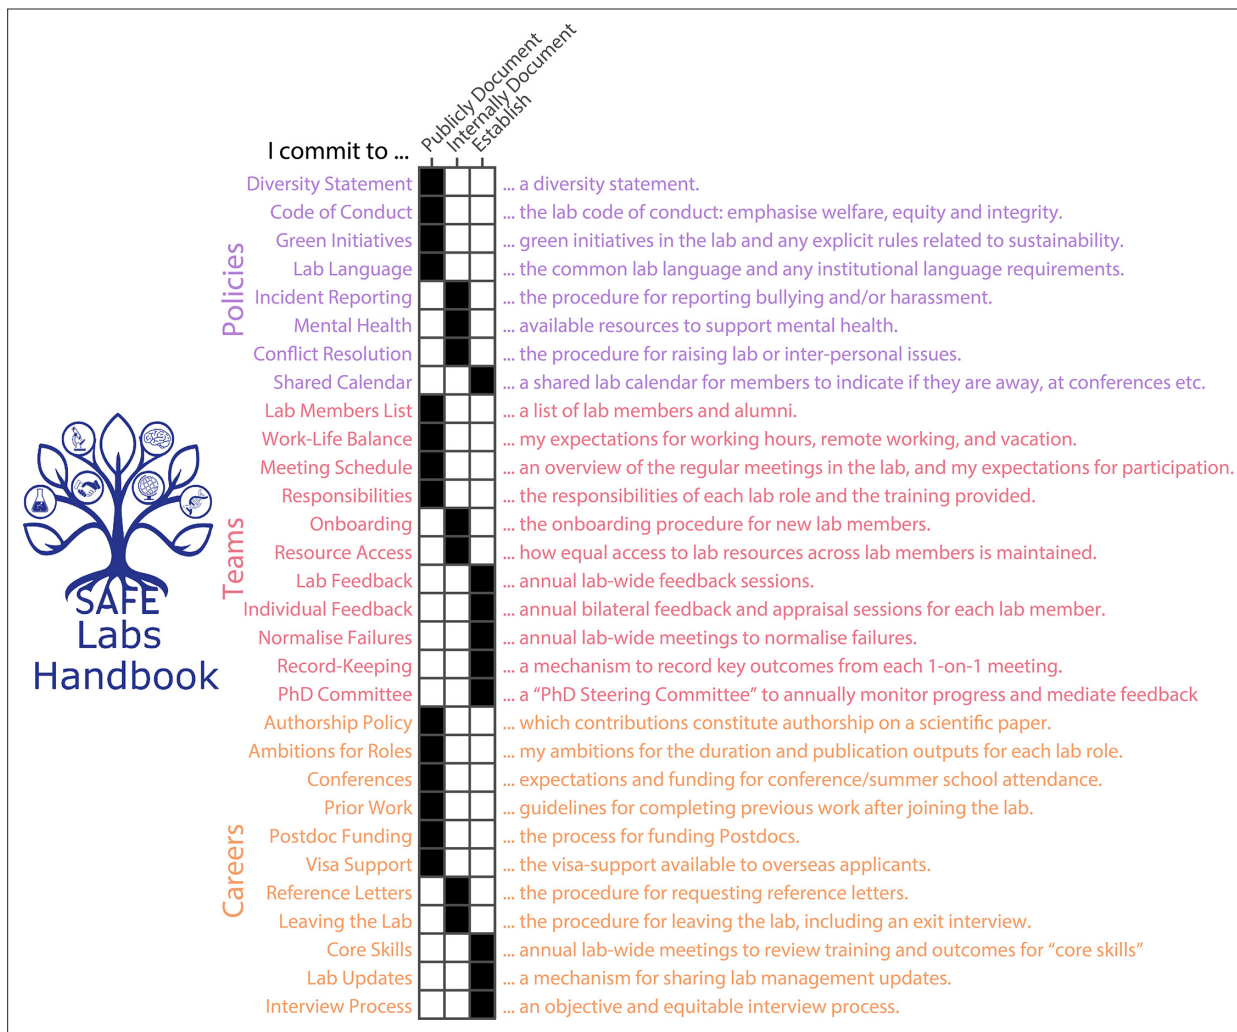 Publicly Document
Internally Document
Establish
I commit to ...
Policies
Diversity Statement ... a diversity statement.
Code of Conduct ... the lab code of conduct: emphasise welfare, equity and integrity.
Green Initiatives ... green initiatives in the lab and any explicit rules related to sustainability.
Lab Language ... the common lab language and any institutional language requirements.
Incident Reporting ... the procedure for reporting bullying and/or harassment.
Mental Health ... available resources to support mental health.
Conflict Resolution ... the procedure for raising lab or inter-personal issues.
Shared Calendar ... a shared lab calendar for members to indicate if they are away, at conferences etc.
Teams
Lab Members List ... a list of lab members and alumni.
Work-Life Balance ... my expectations for working hours, remote working, and vacation.
Meeting Schedule ... an overview of the regular meetings in the lab, and my expectations for participation.
Responsibilities ... the responsibilities of each lab role and the training provided.
Onboarding ... the onboarding procedure for new lab members.
Resource Access ... how equal access to lab resources across lab members is maintained.
Lab Feedback ... annual lab-wide feedback sessions.
Individual Feedback ... annual bilateral feedback and appraisal sessions for each lab member.
Normalise Failures ... annual lab-wide meetings to normalise failures.
Record-Keeping ... a mechanism to record key outcomes from each 1-on-1 meeting.
PhD Committee ... a “PhD Steering Committee” to annually monitor progress and mediate feedback
Careers
Authorship Policy ... which contributions constitute authorship on a scientific paper.
Ambitions for Roles ... my ambitions for the duration and publication outputs for each lab role.
Conferences ... expectations and funding for conference/summer school attendance.
Prior Work ... guidelines for completing previous work after joining the lab.
Postdoc Funding ... the process for funding Postdocs.
Visa Support ... the visa-support available to overseas applicants.
Reference Letters ... the procedure for requesting reference letters.
Leaving the Lab ... the procedure for leaving the lab, including an exit interview.
Core Skills ... annual lab-wide meetings to review training and outcomes for “core skills”
Lab Updates ... a mechanism for sharing lab management updates.
Interview Process ... an objective and equitable interview process.
SAFE
Labs
Handbook